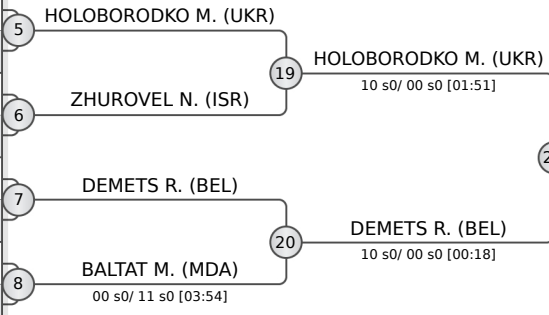 HOLOBORODKO M. (UKR)
5
19
HOLOBORODKO M. (UKR)
10 s0/ 00 s0 [01:51]
ZHUROVEL N. (ISR)
6
DEMETS R. (BEL)
7
20
DEMETS R. (BEL)
10 s0/ 00 s0 [00:18]
BALTAT M. (MDA)
8
00 s0/ 11 s0 [03:54]